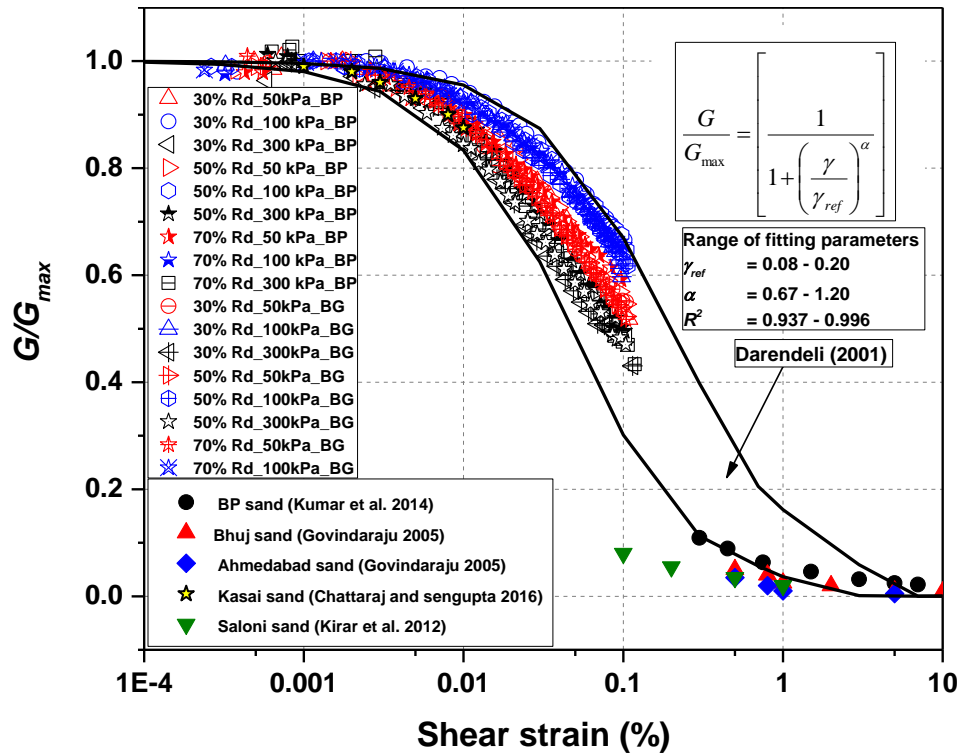 G/Gmax
1.0
0.8
0.6
0.4
0.2
0.0
30% Rd_50kPa_BP
30% Rd_100 kPa_BP
30% Rd_300 kPa_BP
50% Rd_50 kPa_BP
50% Rd_100 kPa_BP
50% Rd_300 kPa_BP
70% Rd_50 kPa_BP
70% Rd_100 kPa_BP
70% Rd_300 kPa_BP
30% Rd_50kPa_BG
30% Rd_100kPa_BG
30% Rd_300kPa_BG
50% Rd_50kPa_BG
50% Rd_100kPa_BG
50% Rd_300kPa_BG
70% Rd_50kPa_BG
70% Rd_100kPa_BG
G/Gmax = [1/(1+(γ/γref)^α)]
Range of fitting parameters
γref = 0.08 - 0.20
α = 0.67 - 1.20
R² = 0.937 - 0.996
Darendeli (2001)
BP sand (Kumar et al. 2014)
Bhuj sand (Govindaraju 2005)
Ahmedabad sand (Govindaraju 2005)
Kasai sand (Chattaraj and sengupta 2016)
Saloni sand (Kirar et al. 2012)
1E-4 0.001 0.01 0.1 1 10
Shear strain (%)